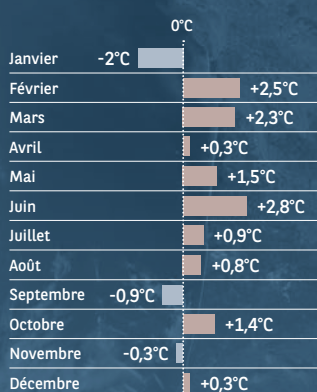 0°C
Janvier -2°C
Février +2,5°C
Mars +2,3°C
Avril +0,3°C
Mai +1,5°C
Juin +2,8°C
Juillet +0,9°C
Août +0,8°C
Septembre -0,9°C
Octobre +1,4°C
Novembre -0,3°C
Décembre +0,3°C